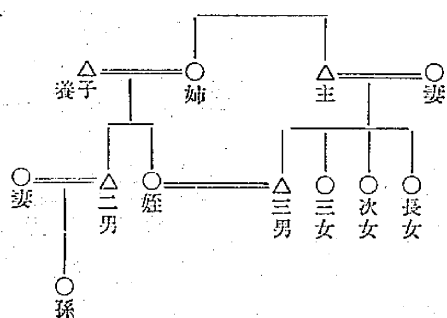 養子
姉
主
妻
妻
二男
姪
三男
三女
次女
長女
孫